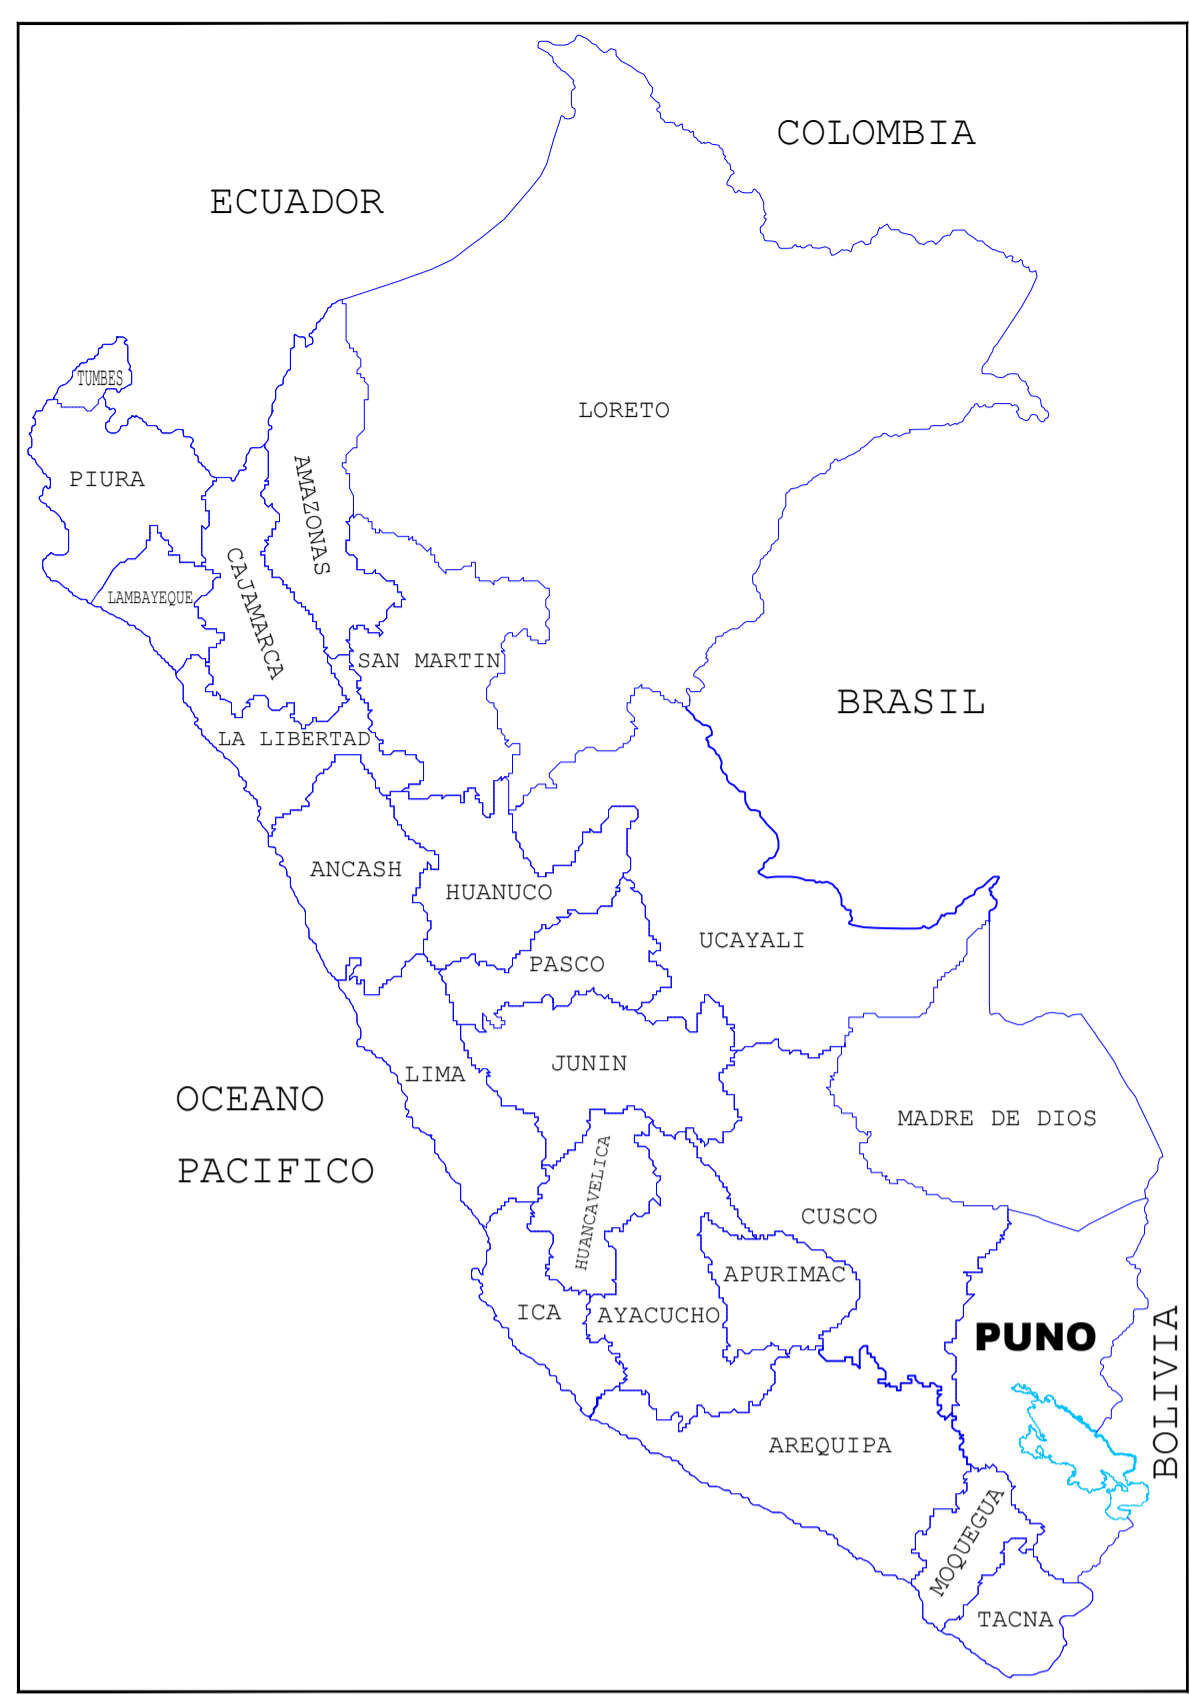 COLOMBIA
ECUADOR
TUMBES
LORETO
PIURA
AMAZONAS
CAJAMARCA
LAMBAYEQUE
SAN MARTIN
BRASIL
LA LIBERTAD
ANCASH
HUANUCO
UCAYALI
PASCO
JUNIN
LIMA
OCEANO
PACIFICO
MADRE DE DIOS
HUANCAVELICA
CUSCO
APURIMAC
ICA
AYACUCHO
PUNO
BOLIVIA
AREQUIPA
MOQUEGUA
TACNA